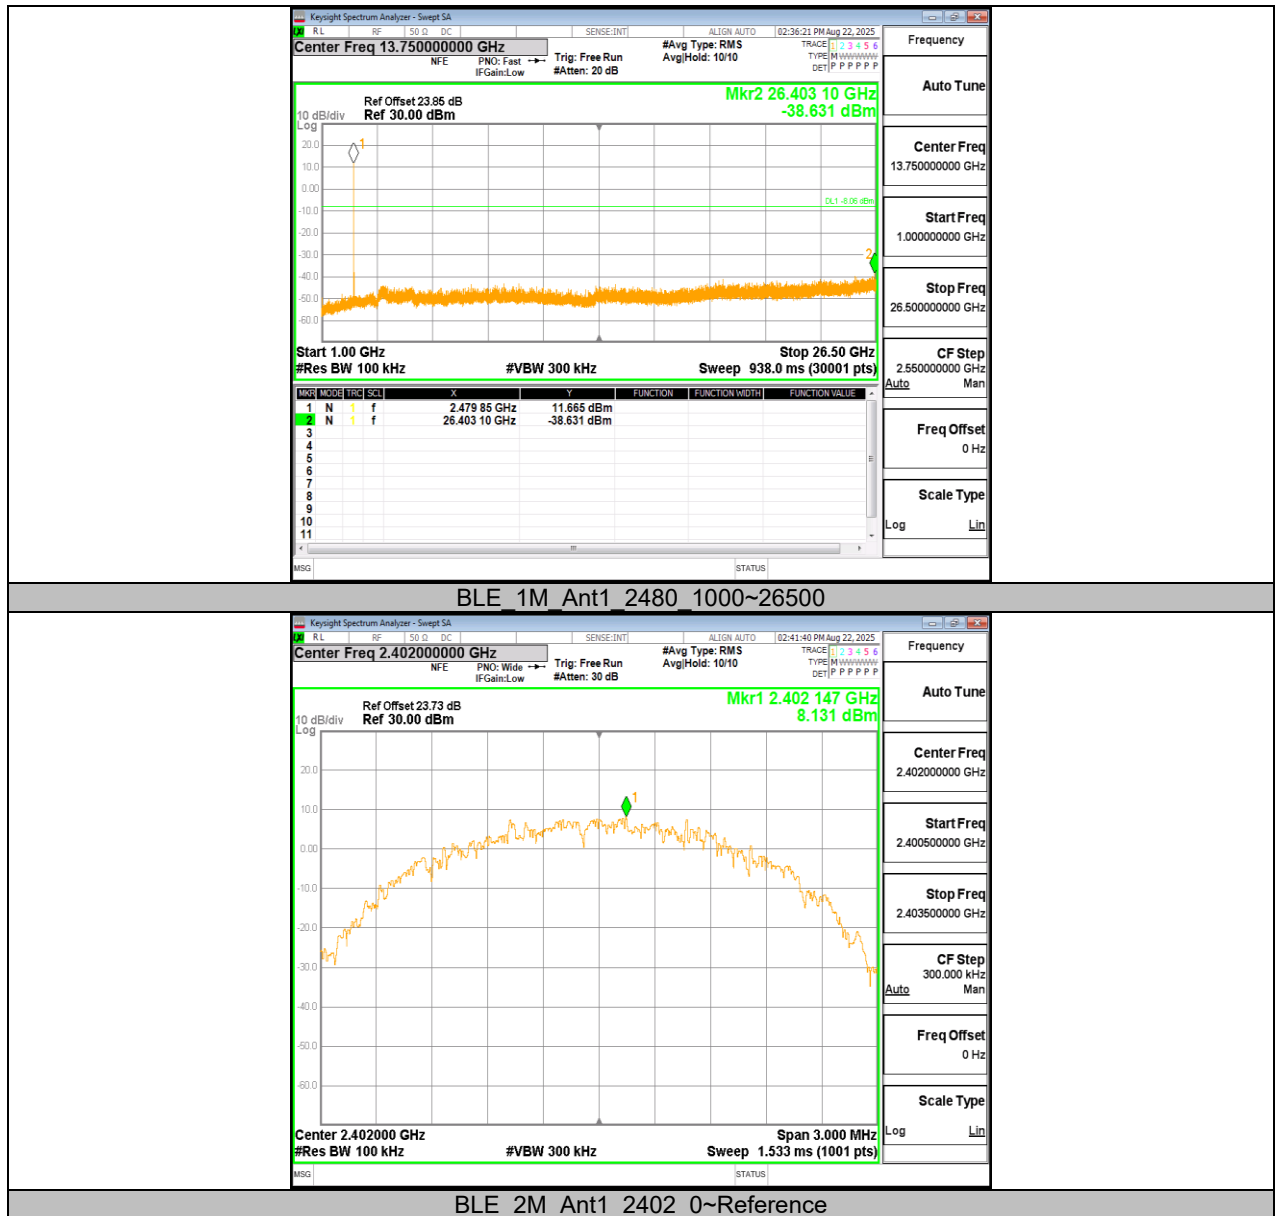 Keysight Spectrum Analyzer - Swept SA
RL RF 50 Ω DC SENSE:INT ALIGN AUTO 02:36:21 PM Aug 22, 2025
Center Freq 13.750000000 GHz
NFE PNO: Fast Trig: Free Run #Avg Type: RMS TRACE 1 2 3 4 5 6
IFGain:Low #Atten: 20 dB Avg|Hold: 10/10 TYPE M WWWWW
DET P P P P P P
Mkr2 26.403 10 GHz
-38.631 dBm
Ref Offset 23.85 dB
10 dB/div Ref 30.00 dBm
Log
20.0
10.0
0.00
-10.0
-20.0
-30.0
-40.0
-50.0
-60.0
1
DL1 -8.06 dBm
2
Start 1.00 GHz Stop 26.50 GHz
#Res BW 100 kHz #VBW 300 kHz Sweep 938.0 ms (30001 pts)
MKR MODE TRC SCL X Y FUNCTION FUNCTION WIDTH FUNCTION VALUE
1 N 1 f 2.479 85 GHz 11.665 dBm
2 N 1 f 26.403 10 GHz -38.631 dBm
3
4
5
6
7
8
9
10
11
MSG STATUS
Frequency
Auto Tune
Center Freq
13.750000000 GHz
Start Freq
1.000000000 GHz
Stop Freq
26.500000000 GHz
CF Step
2.550000000 GHz
Auto Man
Freq Offset
0 Hz
Scale Type
Log Lin
BLE_1M_Ant1_2480_1000~26500
Keysight Spectrum Analyzer - Swept SA
RL RF 50 Ω DC SENSE:INT ALIGN AUTO 02:41:40 PM Aug 22, 2025
Center Freq 2.402000000 GHz
NFE PNO: Wide Trig: Free Run #Avg Type: RMS TRACE 1 2 3 4 5 6
IFGain:Low #Atten: 30 dB Avg|Hold: 10/10 TYPE M WWWWW
DET P P P P P P
Mkr1 2.402 147 GHz
8.131 dBm
Ref Offset 23.73 dB
10 dB/div Ref 30.00 dBm
Log
20.0
10.0
0.00
-10.0
-20.0
-30.0
-40.0
-50.0
-60.0
1
Center 2.402000 GHz Span 3.000 MHz
#Res BW 100 kHz #VBW 300 kHz Sweep 1.533 ms (1001 pts)
MSG STATUS
Frequency
Auto Tune
Center Freq
2.402000000 GHz
Start Freq
2.400500000 GHz
Stop Freq
2.403500000 GHz
CF Step
300.000 kHz
Auto Man
Freq Offset
0 Hz
Scale Type
Log Lin
BLE_2M_Ant1_2402_0~Reference